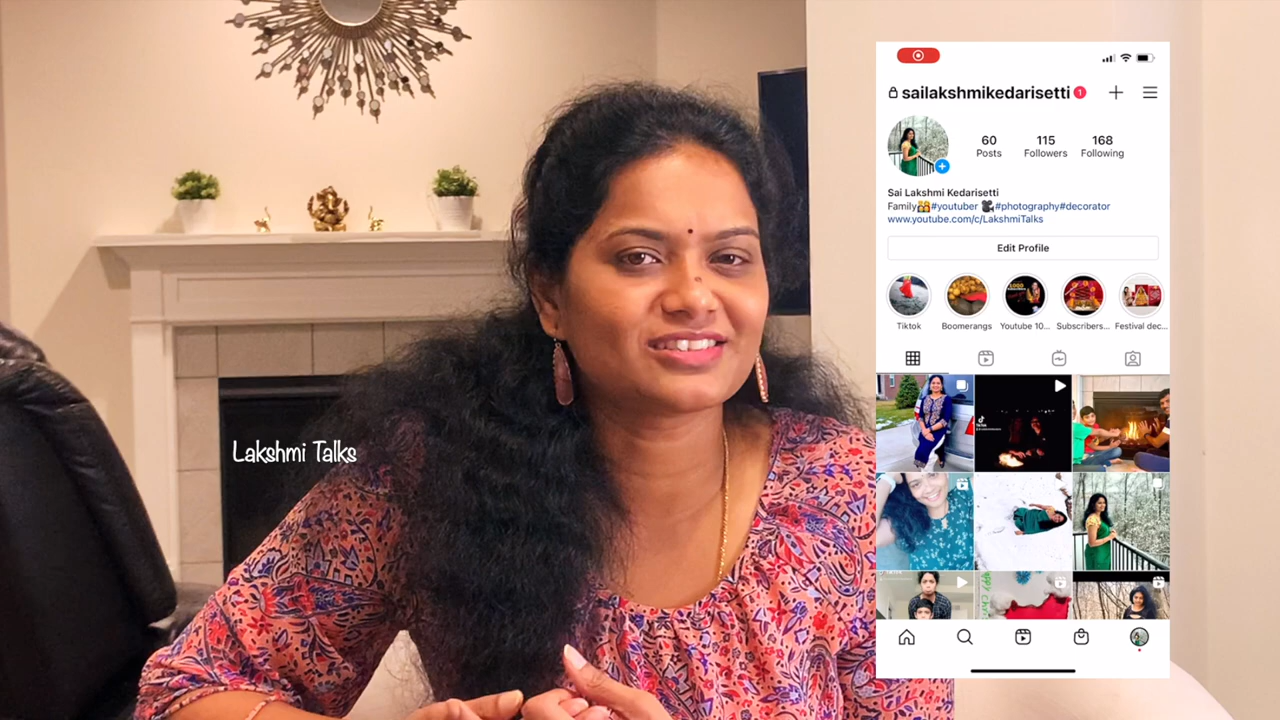 sailakshmikedarisetti 1
60 115 168
Posts Followers Following
Sai Lakshmi Kedarisetti
Family👨‍👩‍👧‍👦#youtuber 🎥#photography#decorator
www.youtube.com/c/LakshmiTalks
Edit Profile
Tiktok Boomerangs Youtube 10... Subscribers... Festival dec...
Lakshmi Talks